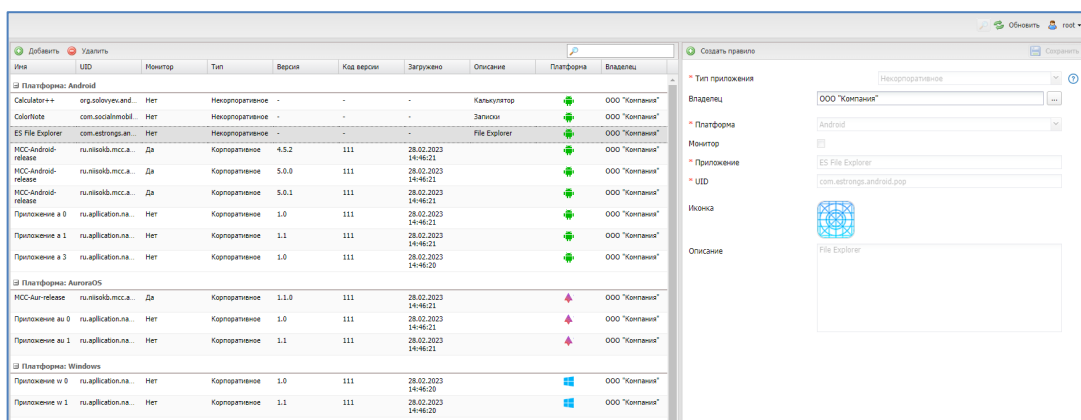 Обновить root
Добавить Удалить Создать правило Сохранить
Имя UID Монитор Тип Версия Код версии Загружено Описание Платформа Владелец
Платформа: Android
Calculator++ org.solovyev.and... Нет Некорпоративное - - - Калькулятор ООО "Компания"
ColorNote com.socialnmobil... Нет Некорпоративное - - - Записки ООО "Компания"
ES File Explorer com.estrongs.an... Нет Некорпоративное - - - File Explorer ООО "Компания"
MCC-Android-release ru.niisokb.mcc.a... Да Корпоративное 4.5.2 111 28.02.2023 14:46:21 ООО "Компания"
MCC-Android-release ru.niisokb.mcc.a... Да Корпоративное 5.0.0 111 28.02.2023 14:46:21 ООО "Компания"
MCC-Android-release ru.niisokb.mcc.a... Да Корпоративное 5.0.1 111 28.02.2023 14:46:21 ООО "Компания"
Приложение a 0 ru.apllication.na... Нет Корпоративное 1.0 111 28.02.2023 14:46:20 ООО "Компания"
Приложение a 1 ru.apllication.na... Нет Корпоративное 1.1 111 28.02.2023 14:46:21 ООО "Компания"
Приложение a 3 ru.apllication.na... Нет Корпоративное 1.0 111 28.02.2023 14:46:20 ООО "Компания"
Платформа: AuroraOS
MCC-Aur-release ru.niisokb.mcc.a... Да Корпоративное 1.1.0 111 28.02.2023 14:46:21 ООО "Компания"
Приложение au 0 ru.apllication.na... Нет Корпоративное 1.0 111 28.02.2023 14:46:21 ООО "Компания"
Приложение au 1 ru.apllication.na... Нет Корпоративное 1.1 111 28.02.2023 14:46:21 ООО "Компания"
Платформа: Windows
Приложение w 0 ru.apllication.na... Нет Корпоративное 1.0 111 28.02.2023 14:46:20 ООО "Компания"
Приложение w 1 ru.apllication.na... Нет Корпоративное 1.1 111 28.02.2023 14:46:20 ООО "Компания"
* Тип приложения Некорпоративное ?
Владелец ООО "Компания" ...
* Платформа Android
Монитор
* Приложение ES File Explorer
* UID com.estrongs.android.pop
Иконка
Описание File Explorer